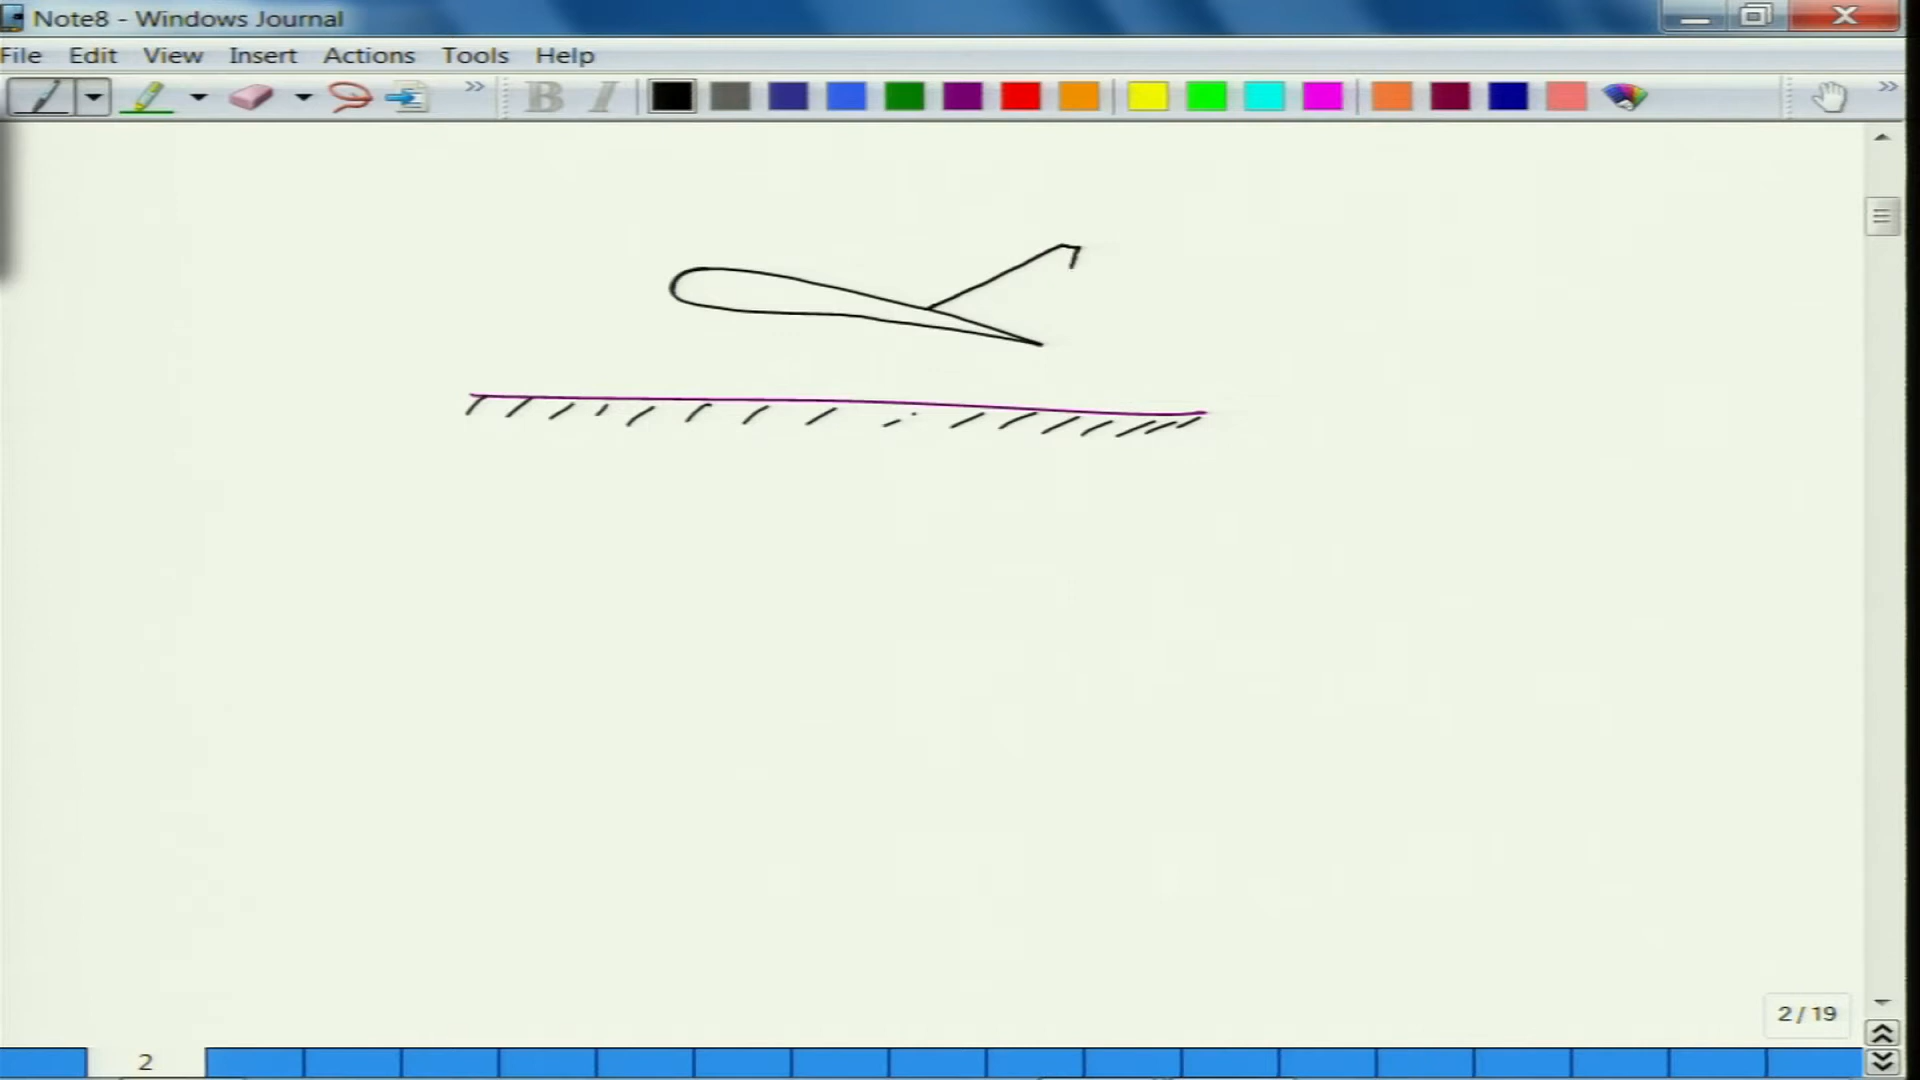 Note8 - Windows Journal
File Edit View Insert Actions Tools Help
B I
2 / 19
2